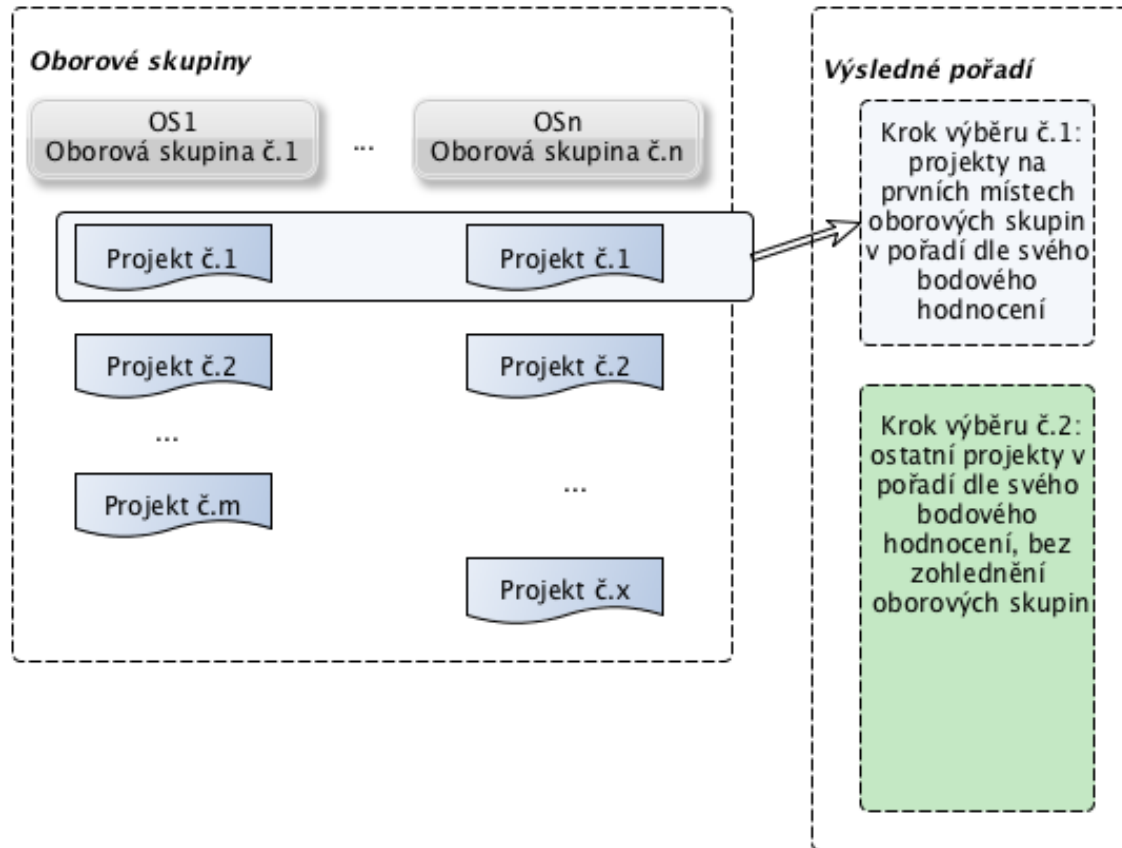 Oborové skupiny
OS1
Oborová skupina č.1
...
OSn
Oborová skupina č.n
Projekt č.1
Projekt č.1
Projekt č.2
Projekt č.2
...
Projekt č.m
...
Projekt č.x
Výsledné pořadí
Krok výběru č.1:
projekty na
prvních místech
oborových skupin
v pořadí dle svého
bodového
hodnocení
Krok výběru č.2:
ostatní projekty v
pořadí dle svého
bodového
hodnocení, bez
zohlednění
oborových skupin